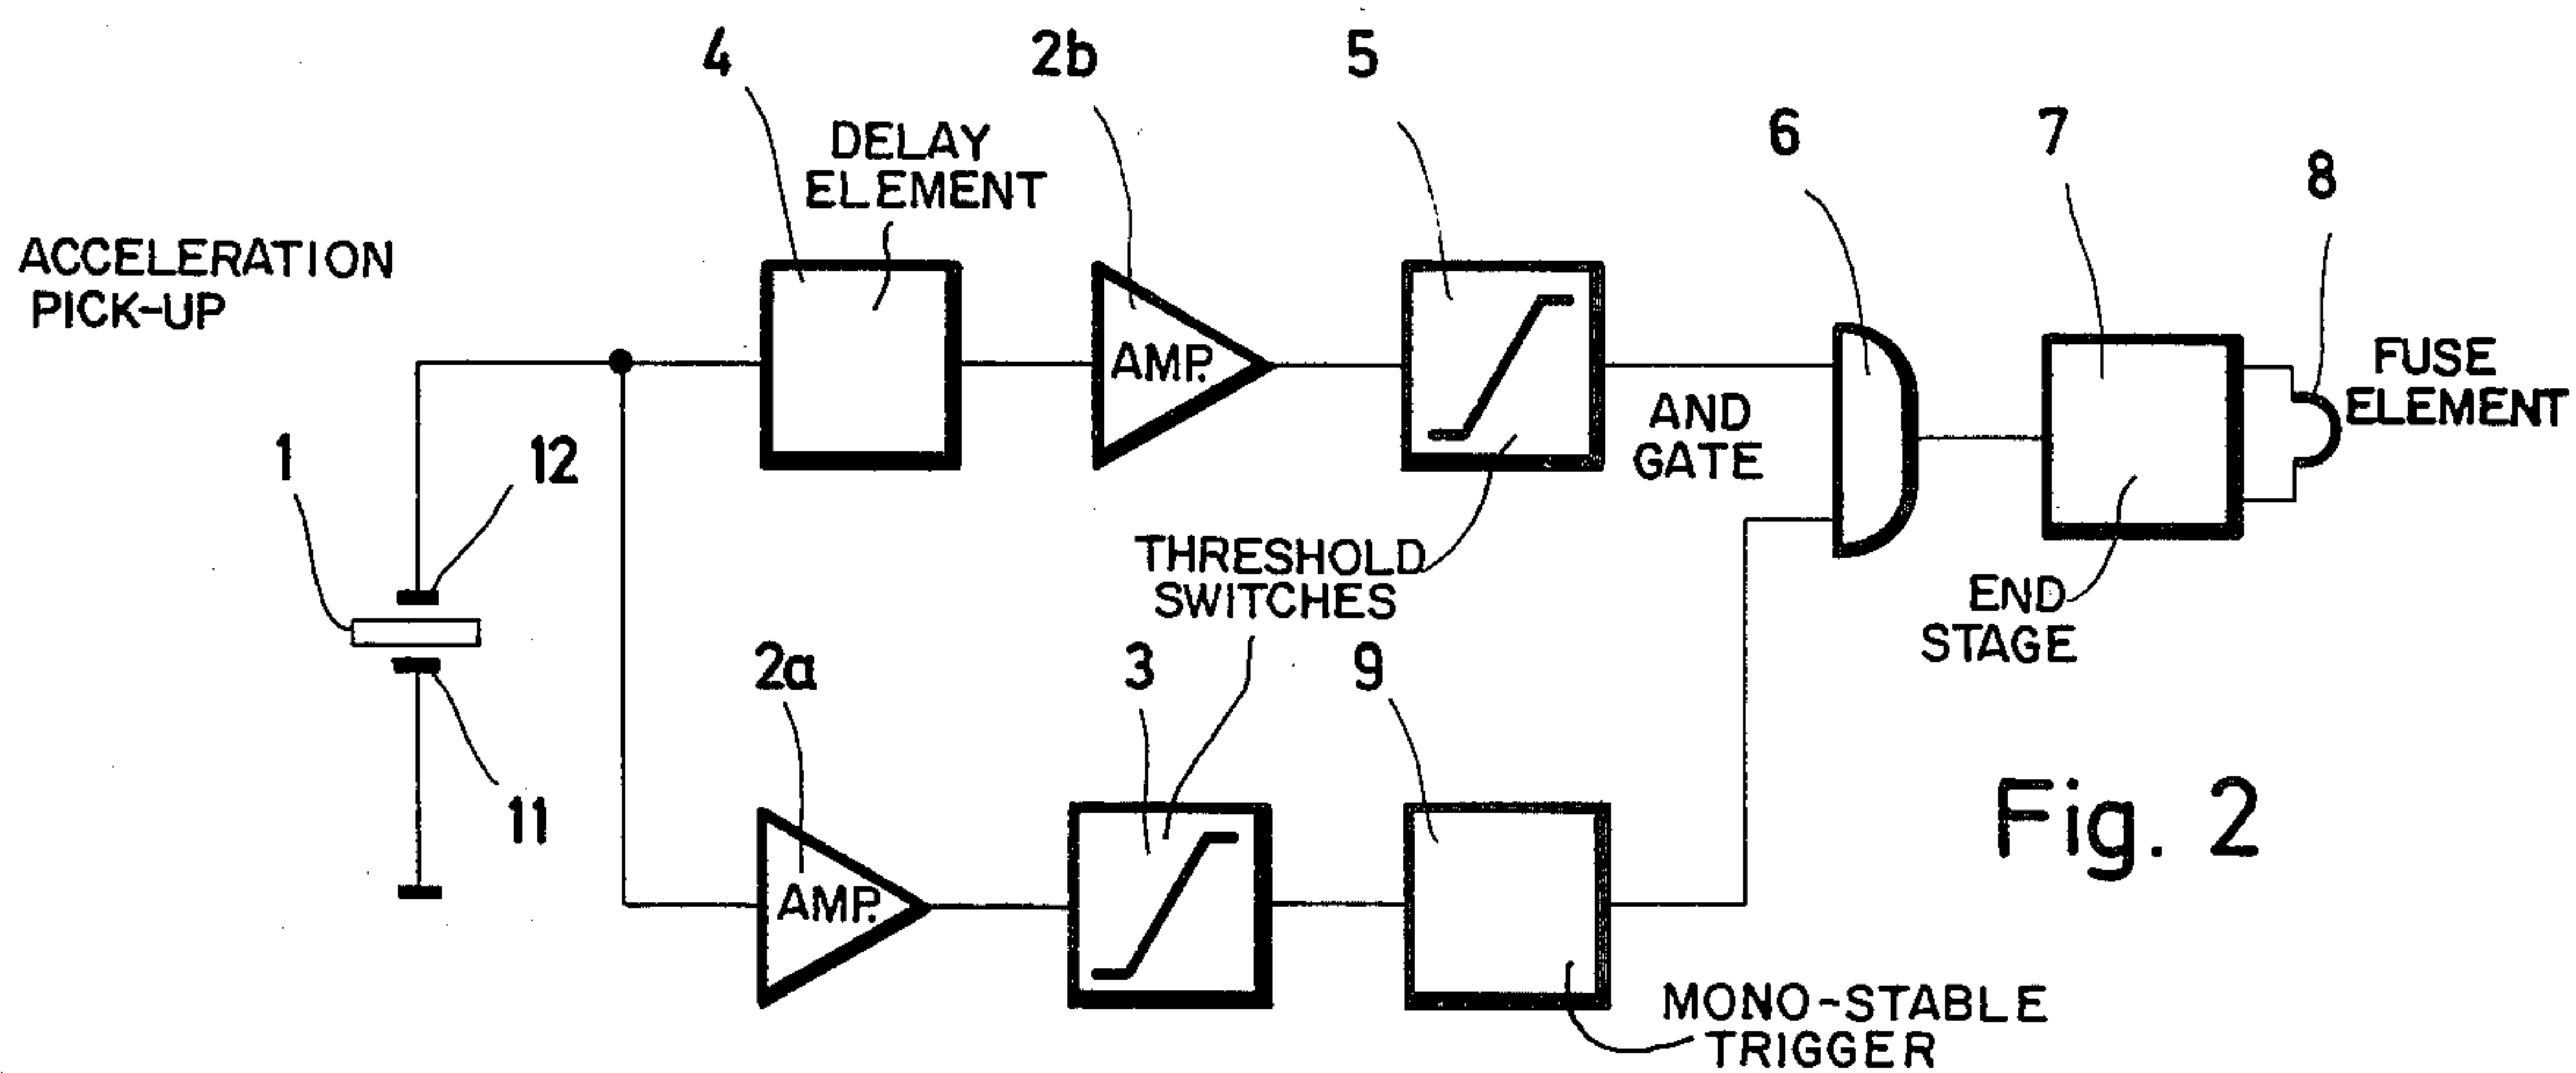 4
2b
5
6
7
8
DELAY
ELEMENT
ACCELERATION
PICK-UP
AMP.
FUSE
ELEMENT
AND
GATE
1
12
THRESHOLD
SWITCHES
END
STAGE
2a
3
9
11
AMP.
Fig. 2
MONO-STABLE
TRIGGER